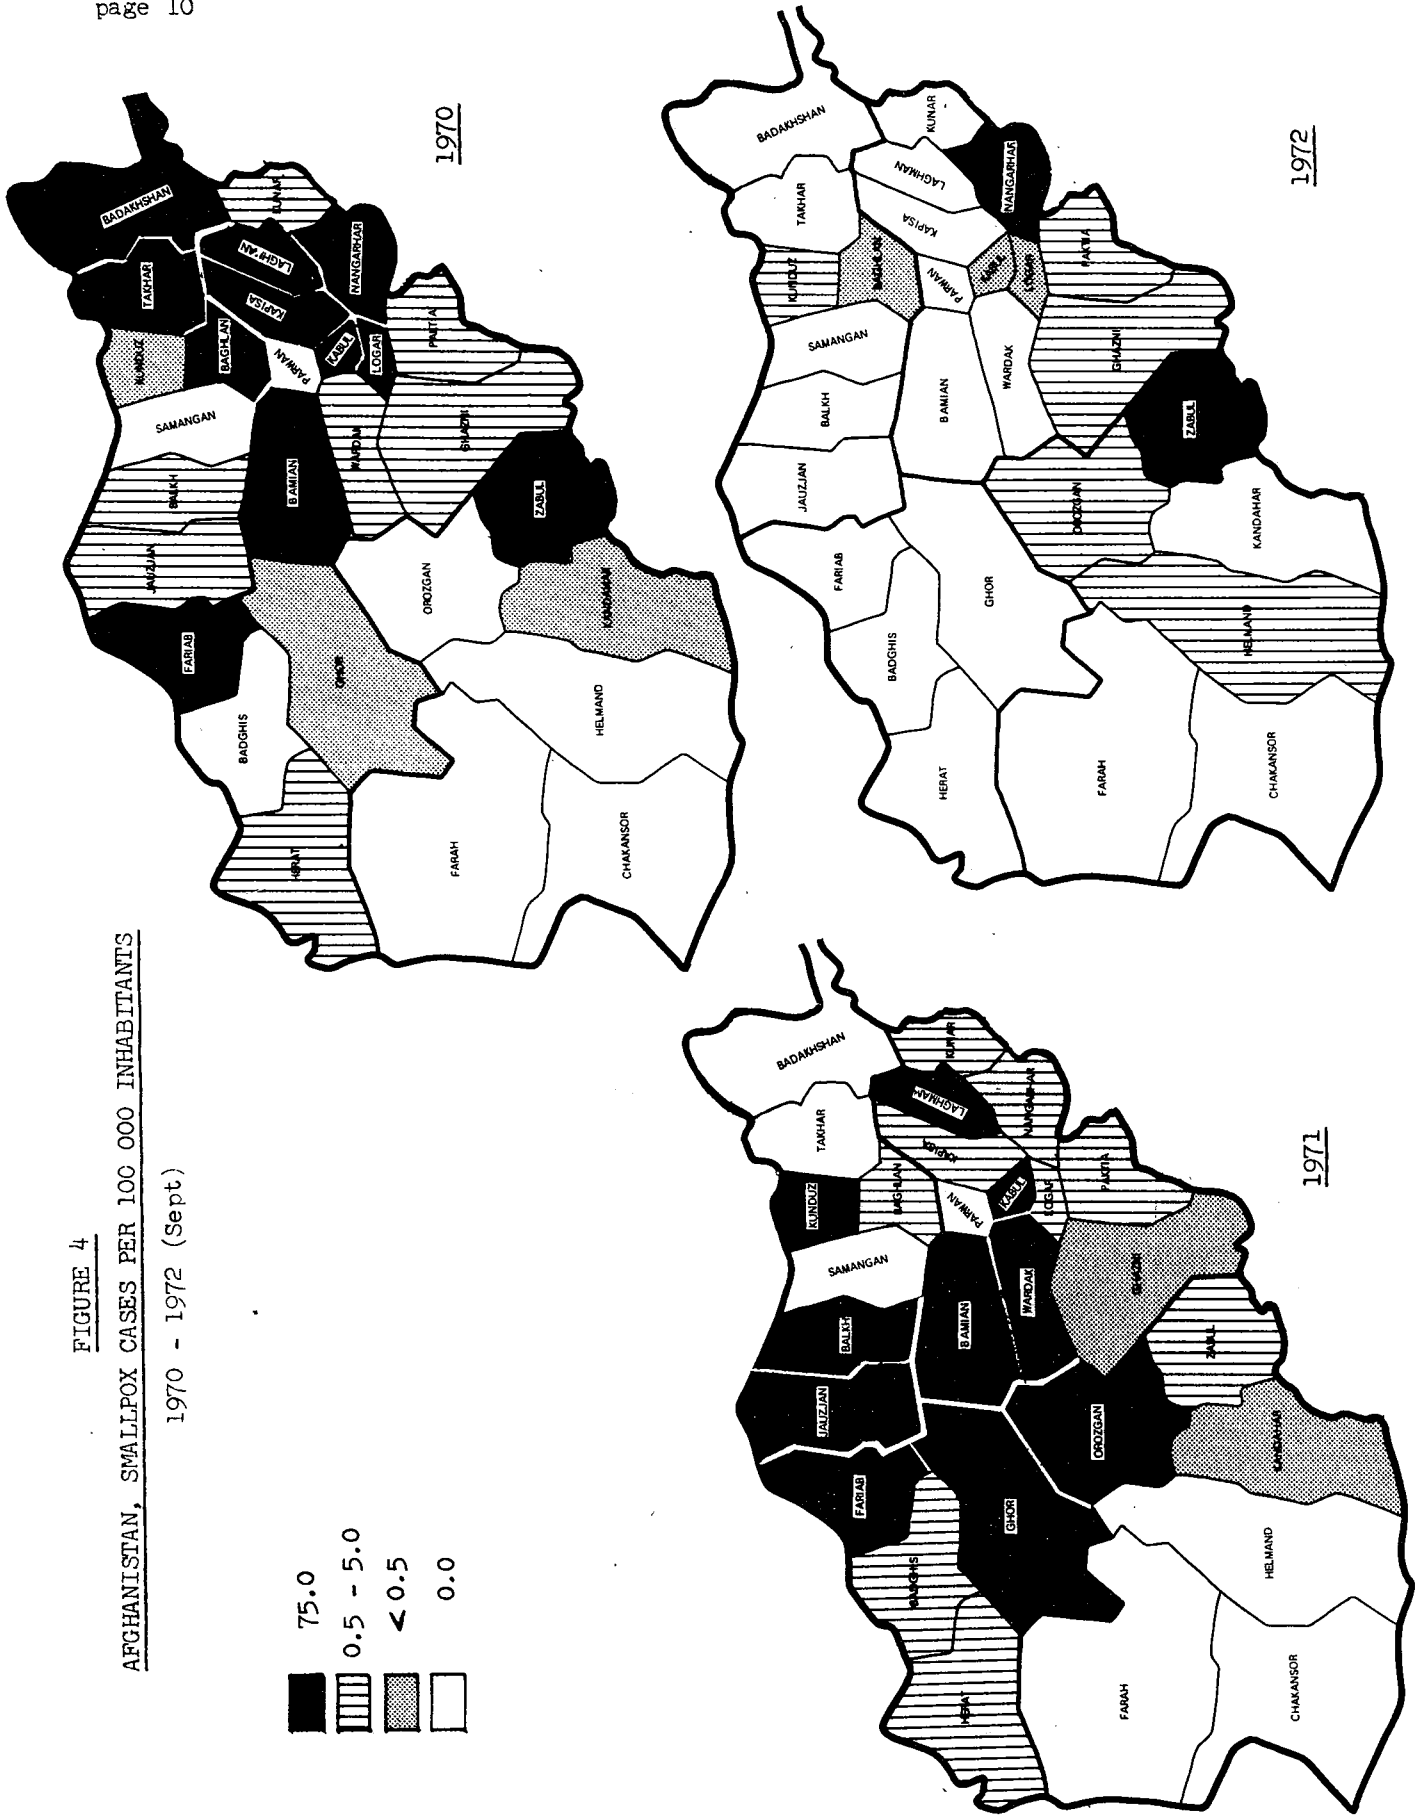 page 10
FIGURE 4
AFGHANISTAN, SMALLPOX CASES PER 100 000 INHABITANTS
1970 - 1972 (Sept)
75.0
0.5 - 5.0
< 0.5
0.0
1970
BADAKHSHAN
TAKHAR
KUNDUZ
BAGHLAN
KUNAR
LAGHMAN
KAPISA
NANGARHAR
PARWAN
KABUL
LOGAR
PAKTIA
SAMANGAN
BALKH
JAUZJAN
BAMIAN
WARDAK
GHAZNI
ZABUL
FARIAB
GHOR
OROZGAN
KANDAHAR
BADGHIS
HELMAND
HERAT
FARAH
CHAKANSOR
1971
BADAKHSHAN
TAKHAR
KUNDUZ
BAGHLAN
KUNAR
LAGHMAN
KAPISA
NANGARHAR
PARWAN
KABUL
LOGAR
PAKTIA
SAMANGAN
BALKH
JAUZJAN
BAMIAN
WARDAK
GHAZNI
ZABUL
FARIAB
GHOR
OROZGAN
KANDAHAR
BADGHIS
HELMAND
HERAT
FARAH
CHAKANSOR
1972
BADAKHSHAN
TAKHAR
KUNDUZ
BAGHLAN
KUNAR
LAGHMAN
KAPISA
NANGARHAR
PARWAN
KABUL
LOGAR
PAKTIA
SAMANGAN
BALKH
JAUZJAN
BAMIAN
WARDAK
GHAZNI
ZABUL
FARIAB
GHOR
OROZGAN
KANDAHAR
BADGHIS
HELMAND
HERAT
FARAH
CHAKANSOR